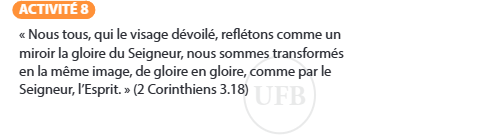 ACTIVITÉ 8
« Nous tous, qui le visage dévoilé, reflétons comme un
miroir la gloire du Seigneur, nous sommes transformés
en la même image, de gloire en gloire, comme par le
Seigneur, l’Esprit. » (2 Corinthiens 3.18)
UFB